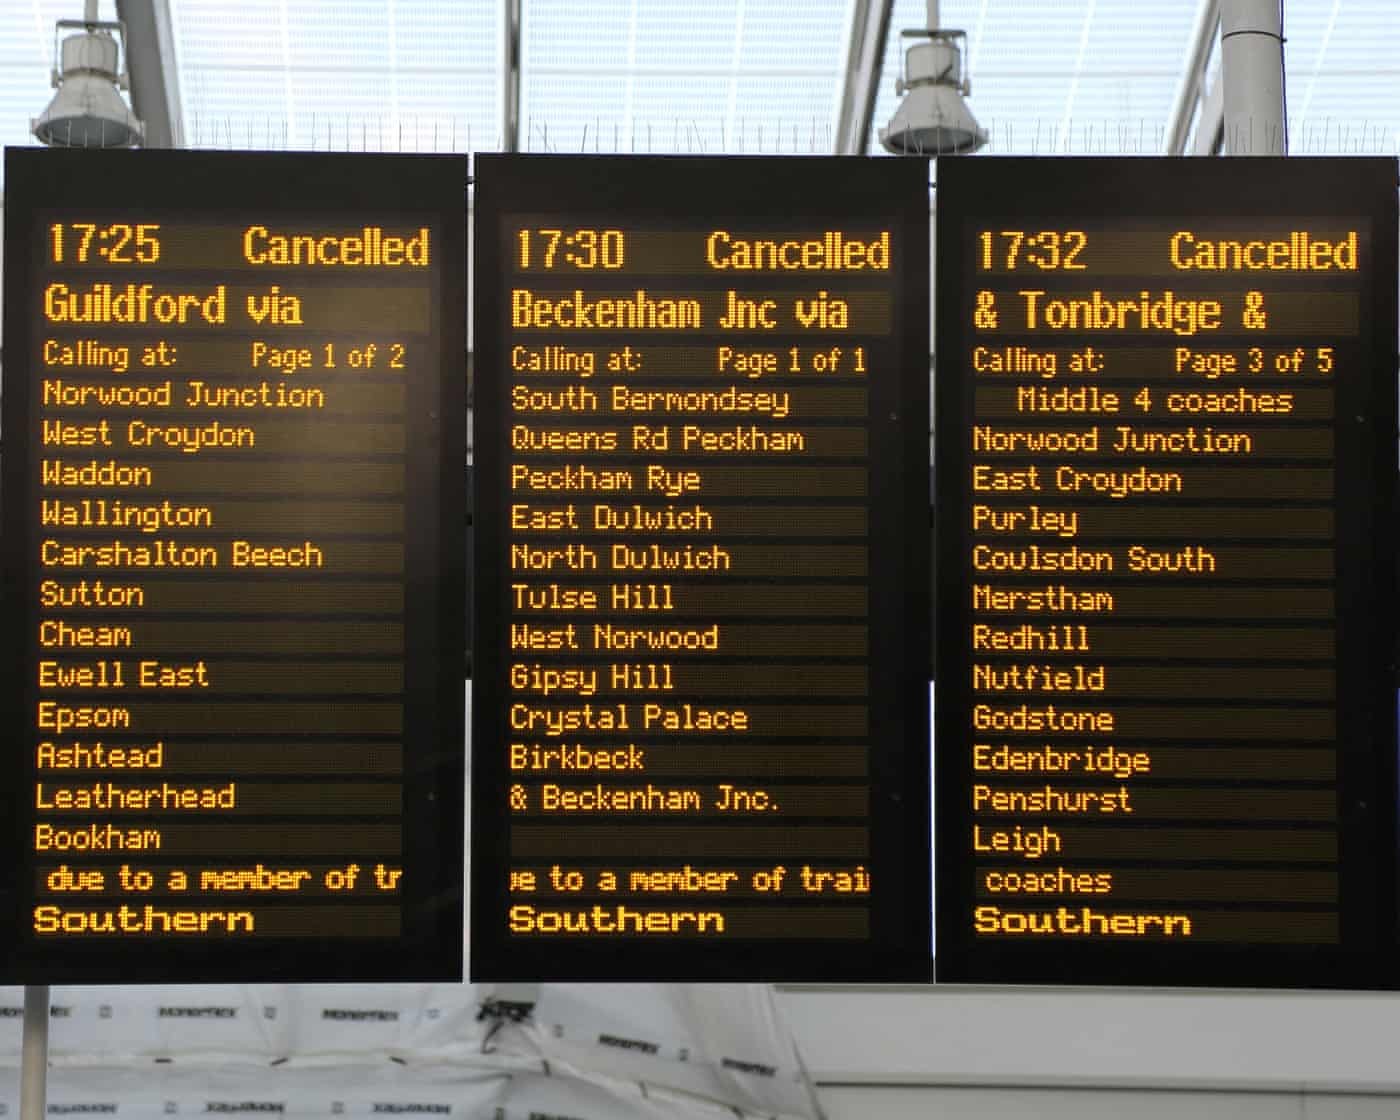 17:25 Cancelled
Guildford via
Calling at: Page 1 of 2
Norwood Junction
West Croydon
Waddon
Wallington
Carshalton Beech
Sutton
Cheam
Ewell East
Epsom
Ashtead
Leatherhead
Bookham
due to a member of tr
Southern
17:30 Cancelled
Beckenham Jnc via
Calling at: Page 1 of 1
South Bermondsey
Queens Rd Peckham
Peckham Rye
East Dulwich
North Dulwich
Tulse Hill
West Norwood
Gipsy Hill
Crystal Palace
Birkbeck
& Beckenham Jnc.
ue to a member of trai
Southern
17:32 Cancelled
& Tonbridge &
Calling at: Page 3 of 5
Middle 4 coaches
Norwood Junction
East Croydon
Purley
Coulsdon South
Merstham
Redhill
Nutfield
Godstone
Edenbridge
Penshurst
Leigh
coaches
Southern